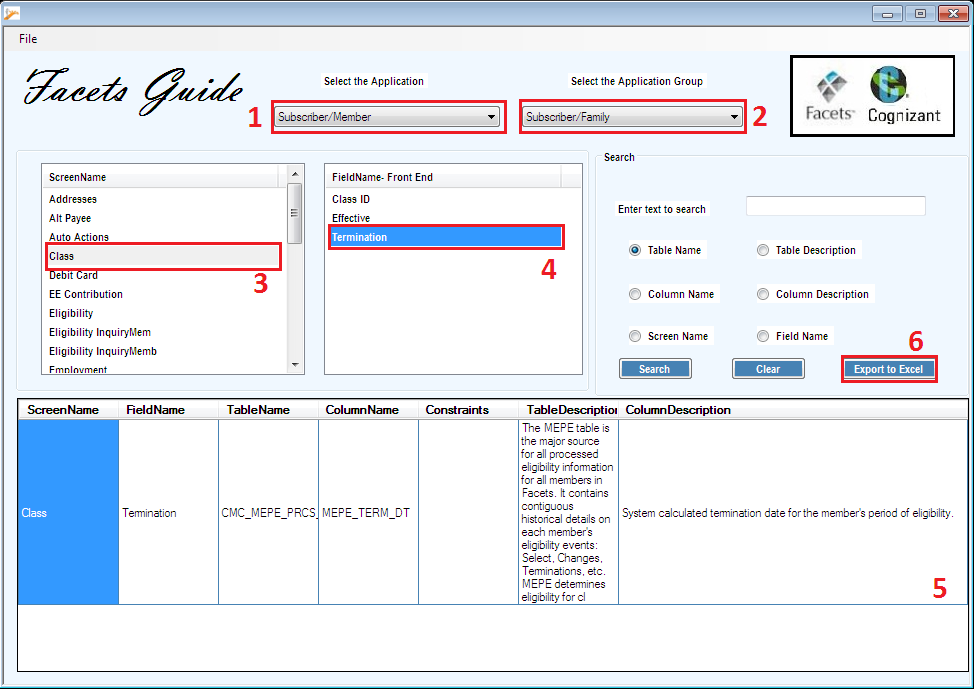 File
Facets Guide
Select the Application
Select the Application Group
1
Subscriber/Member
Subscriber/Family
2
Facets™
Cognizant
ScreenName
Addresses
Alt Payee
Auto Actions
Class
Debit Card
EE Contribution
Eligibility
Eligibility InquiryMem
Eligibility InquiryMemb
Employment
3
FieldName- Front End
Class ID
Effective
Termination
4
Search
Enter text to search
Table Name
Table Description
Column Name
Column Description
Screen Name
Field Name
6
Search
Clear
Export to Excel
ScreenName FieldName TableName ColumnName Constraints TableDescription ColumnDescription
Class
Termination
CMC_MEPE_PRCS_
MEPE_TERM_DT
The MEPE table is
the major source
for all processed
eligibility information
for all members in
Facets. It contains
contiguous
historical details on
each member's
eligibility events:
Select, Changes,
Terminations, etc.
MEPE detemines
eligibility for cl
System calculated termination date for the member's period of eligibility.
5